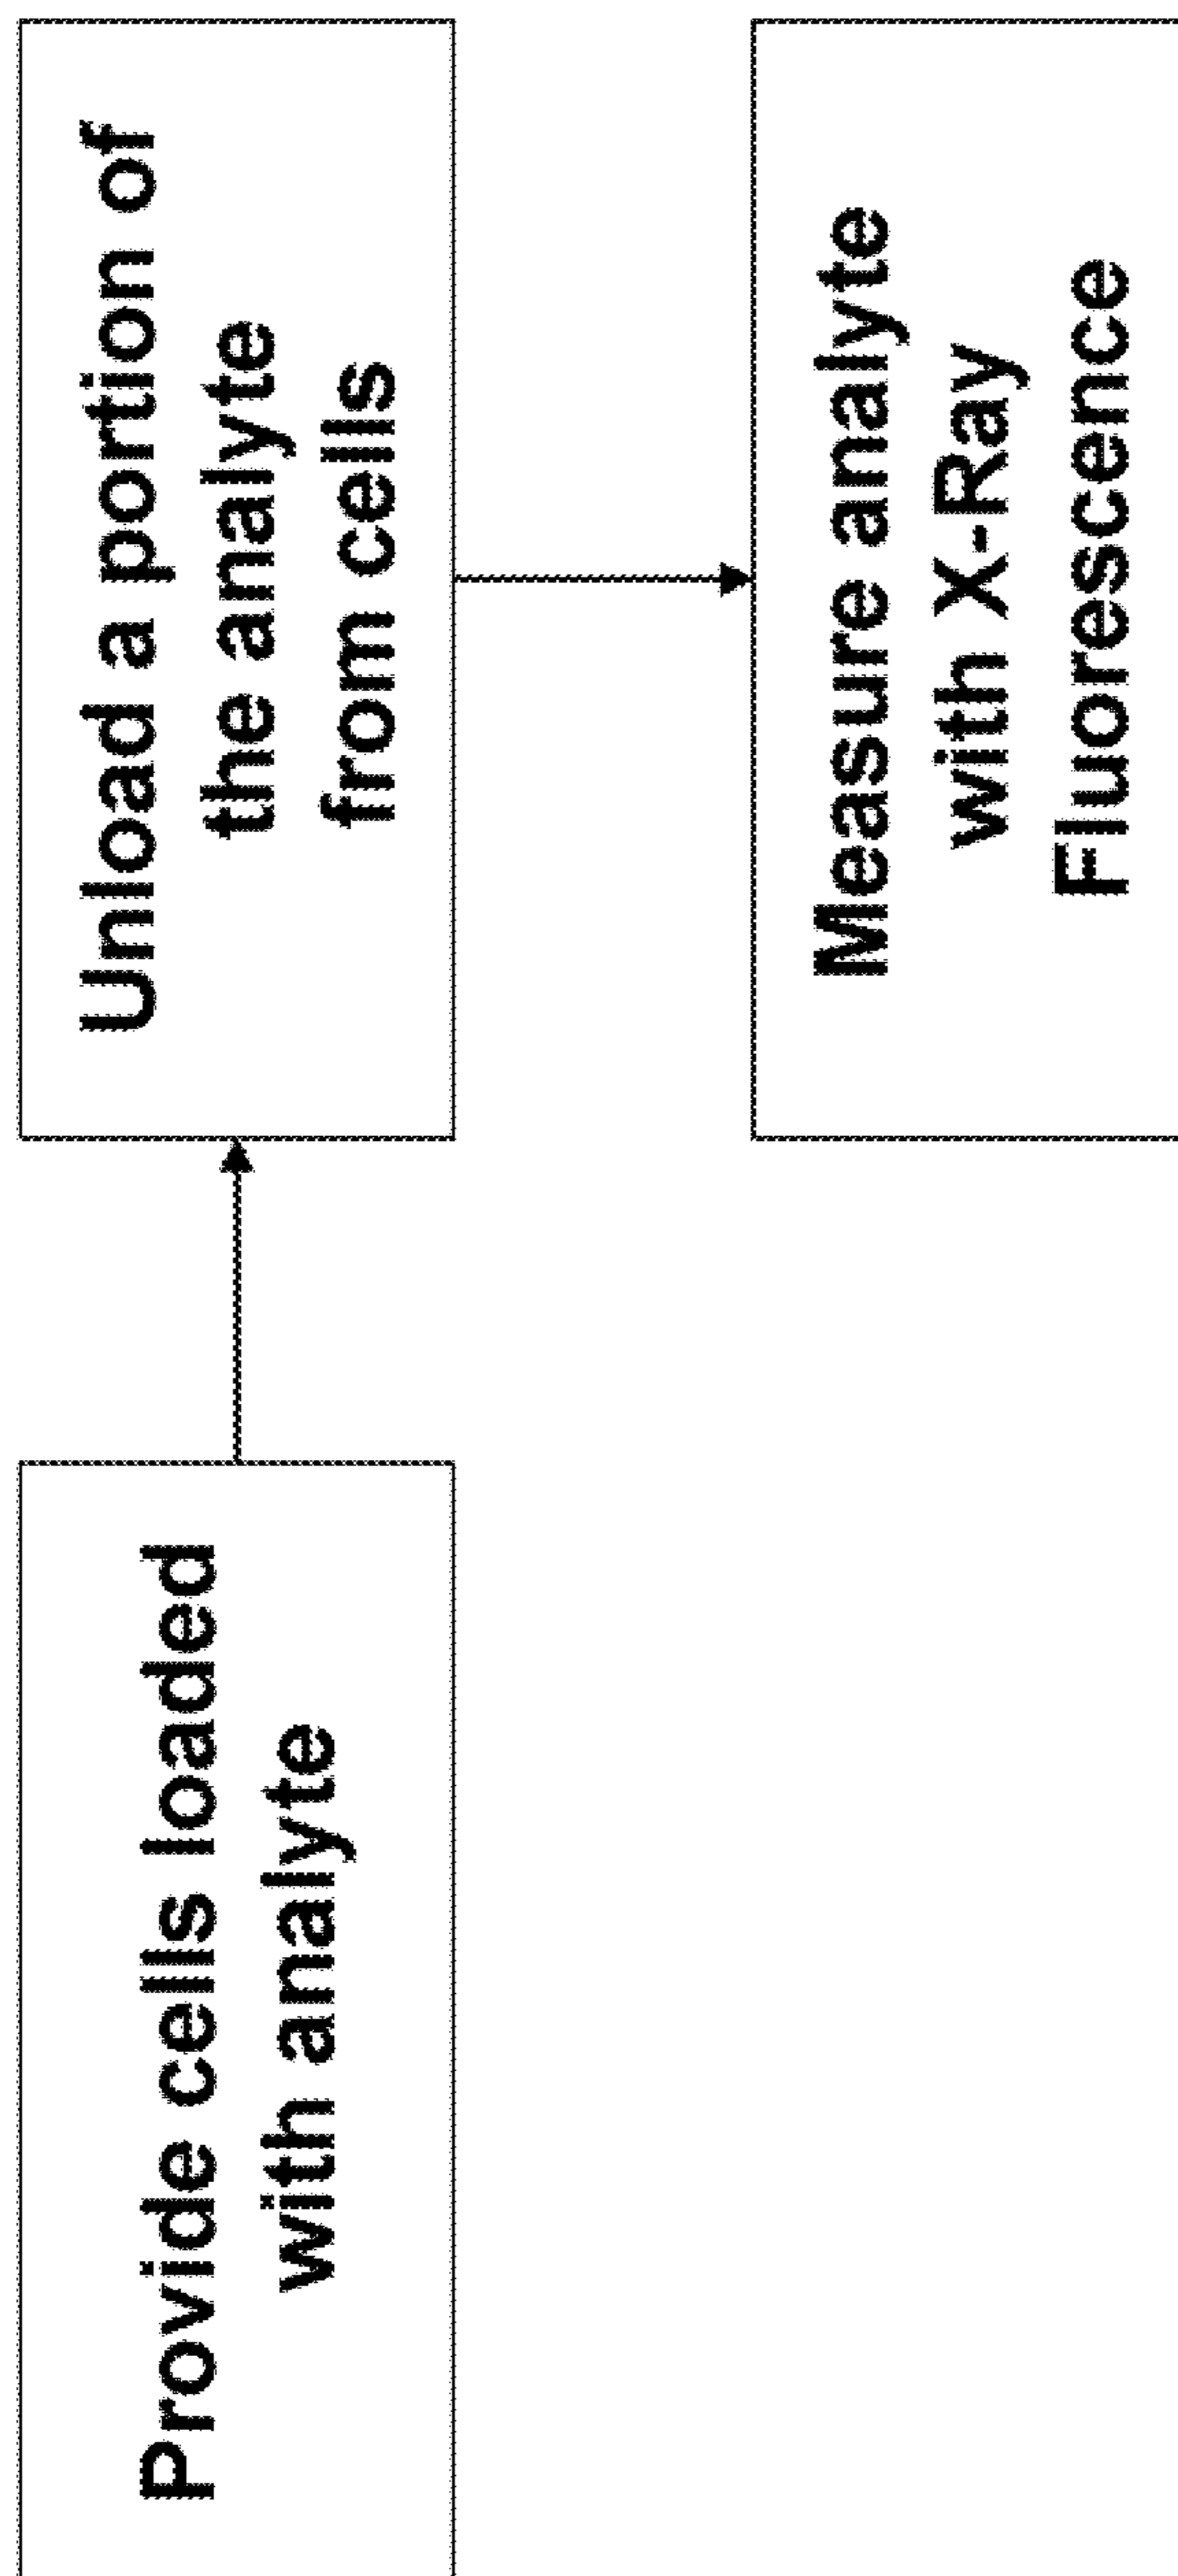 Provide cells loaded
with analyte
Unload a portion of
the analyte
from cells
Measure analyte
with X-Ray
Fluorescence